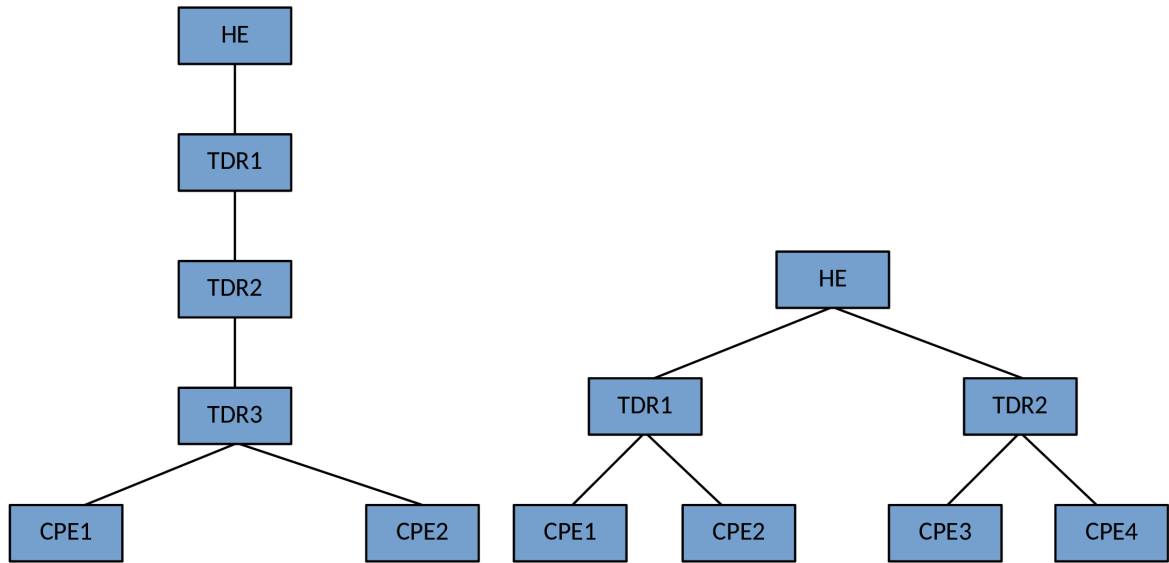 HE
TDR1
TDR2
TDR3
CPE1
CPE2
HE
TDR1
TDR2
CPE1
CPE2
CPE3
CPE4